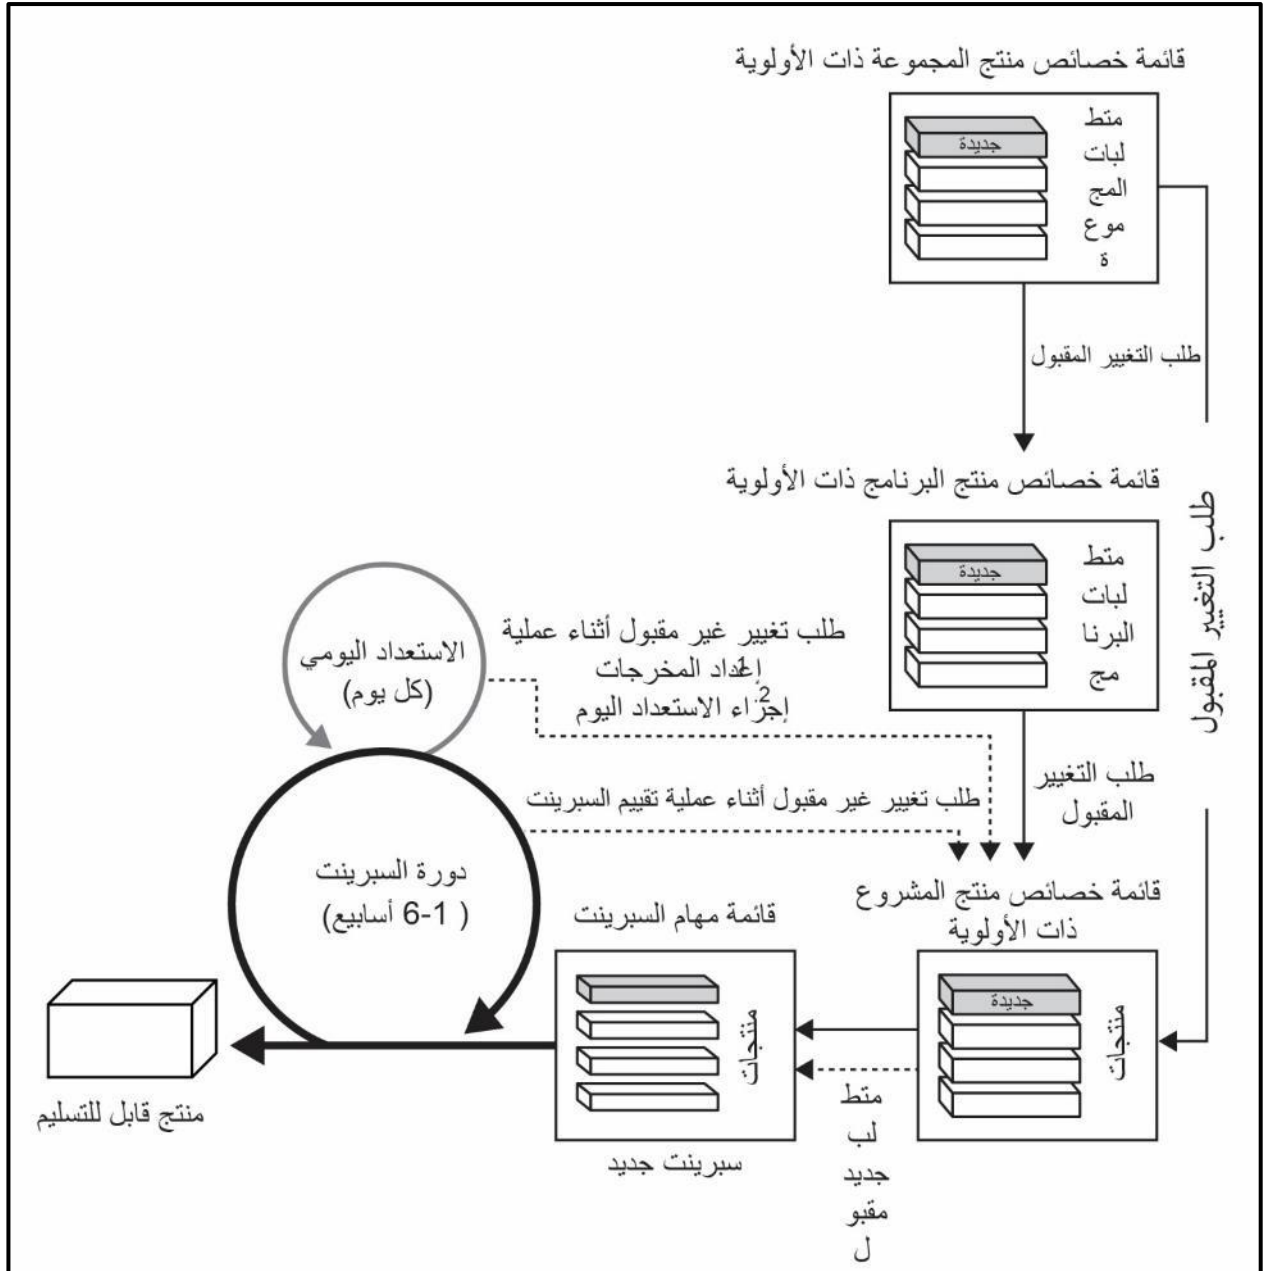 قائمة خصائص منتج المجموعة ذات الأولوية
جديدة
متط
لبات
المج
موع
ة
طلب التغيير المقبول
طلب التغيير المقبول
قائمة خصائص منتج البرنامج ذات الأولوية
جديدة
متط
لبات
البرنا
مج
طلب التغيير
المقبول
الاستعداد اليومي
(كل يوم)
طلب تغيير غير مقبول أثناء عملية
1
إعداد المخرجات
2
إجراء الاستعداد اليوم
طلب تغيير غير مقبول أثناء عملية تقييم السبرينت
دورة السبرينت
( 1-6 أسابيع)
قائمة خصائص منتج المشروع
ذات الأولوية
جديدة
منتجات
قائمة مهام السبرينت
منتجات
متط
لب
جديد
مقبو
ل
سبرينت جديد
منتج قابل للتسليم